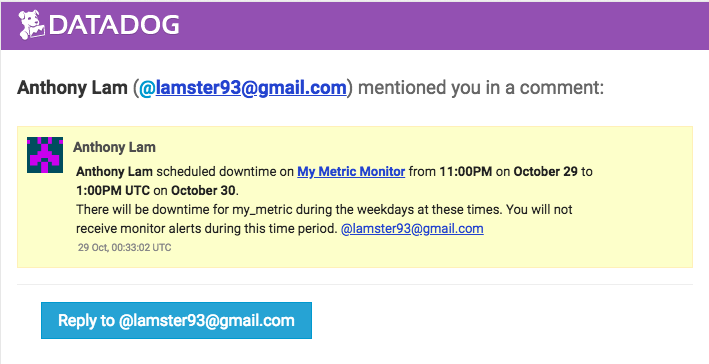 DATADOG
Anthony Lam (@lamster93@gmail.com) mentioned you in a comment:
Anthony Lam
Anthony Lam scheduled downtime on My Metric Monitor from 11:00PM on October 29 to
1:00PM UTC on October 30.
There will be downtime for my_metric during the weekdays at these times. You will not
receive monitor alerts during this time period. @lamster93@gmail.com
29 Oct, 00:33:02 UTC
Reply to @lamster93@gmail.com